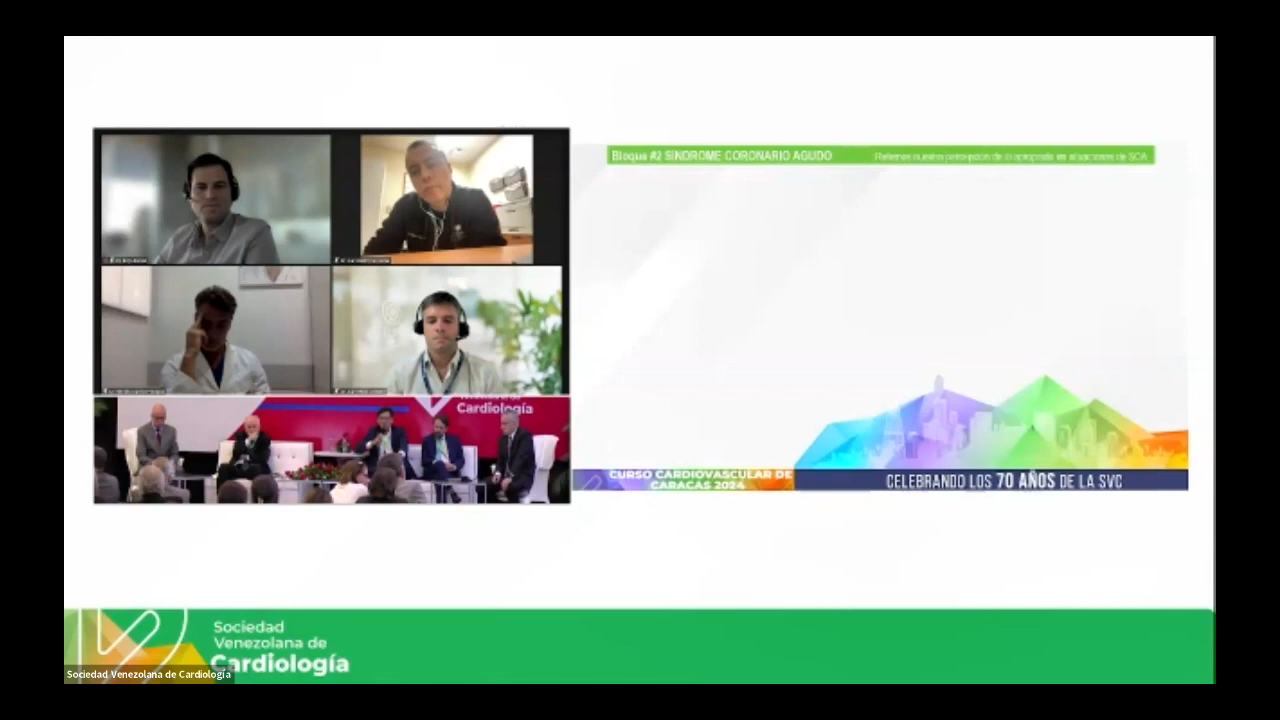 Bloque #2 SÍNDROME CORONARIO AGUDO
Cardiología
CURSO CARDIOVASCULAR DE
CARACAS 2024
CELEBRANDO LOS 70 AÑOS DE LA SVC
Sociedad
Venezolana de
Cardiología
Sociedad Venezolana de Cardiología